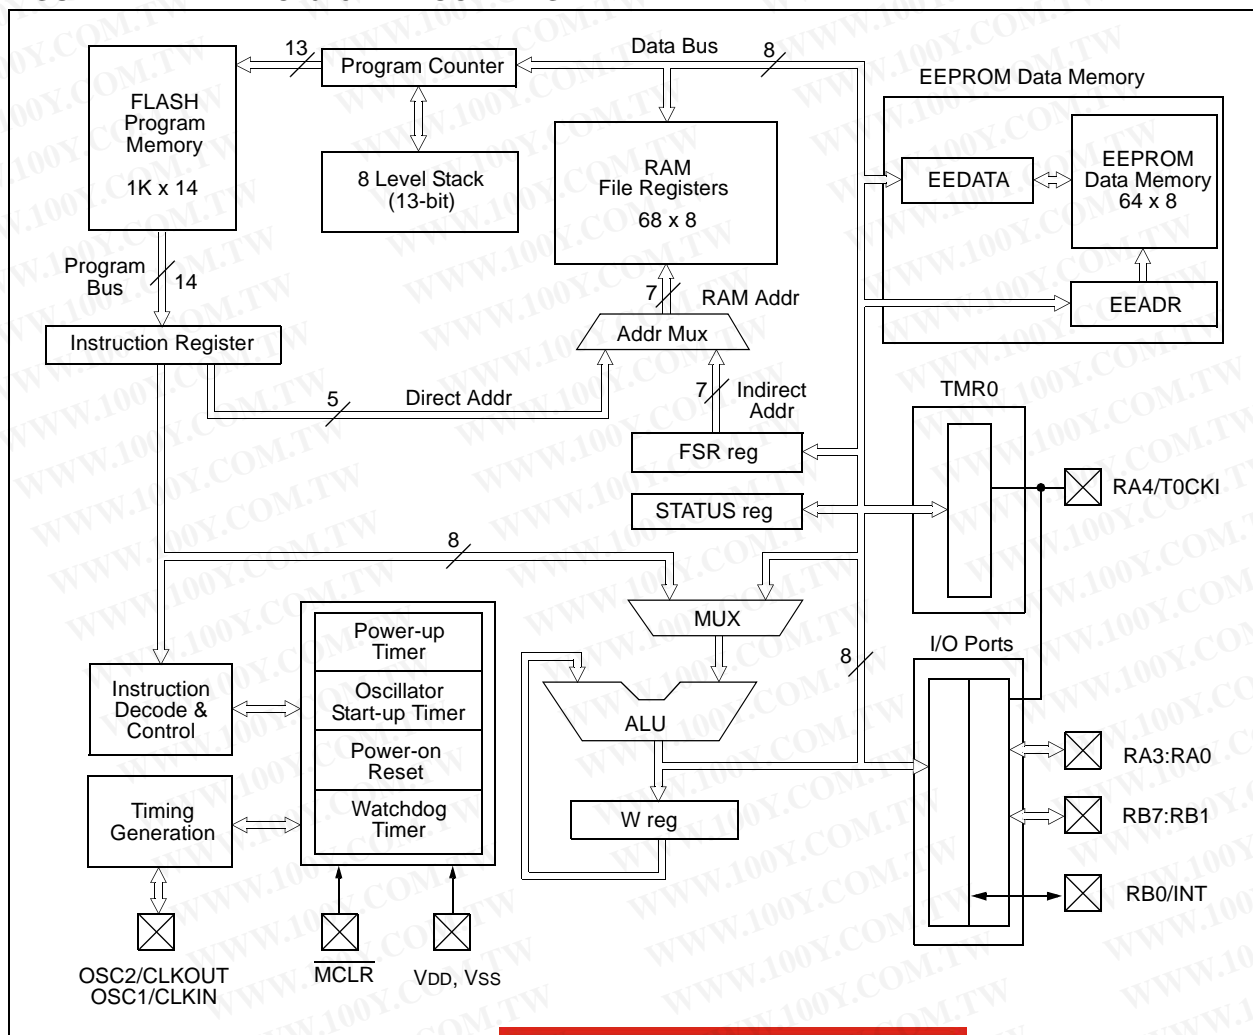 13
Program Counter
Data Bus
8
EEPROM Data Memory
FLASH
Program
Memory
1K x 14
8 Level Stack
(13-bit)
RAM
File Registers
68 x 8
EEDATA
EEPROM
Data Memory
64 x 8
Program
Bus
14
7
RAM Addr
EEADR
Instruction Register
Addr Mux
5
Direct Addr
7
Indirect
Addr
TMR0
FSR reg
RA4/T0CKI
STATUS reg
8
MUX
Power-up
Timer
8
I/O Ports
Instruction
Decode &
Control
Oscillator
Start-up Timer
ALU
Power-on
Reset
RA3:RA0
Timing
Generation
Watchdog
Timer
W reg
RB7:RB1
RB0/INT
OSC2/CLKOUT
OSC1/CLKIN
MCLR
VDD, VSS
WWW.100Y.COM.TW